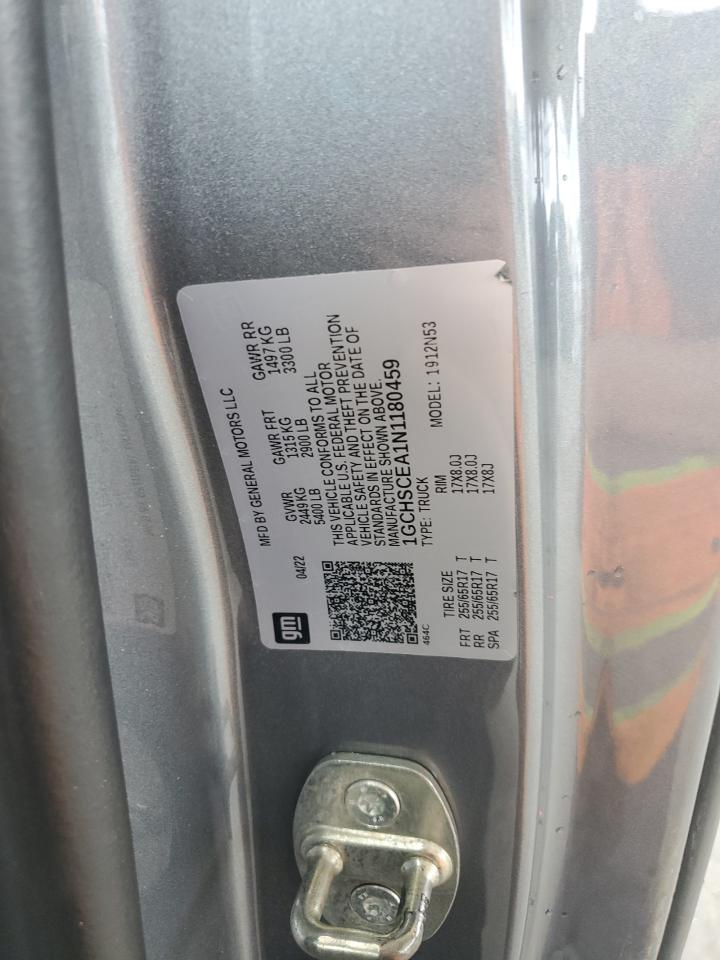 gm
MFD BY GENERAL MOTORS LLC
04/22
GVWR GAWR FRT GAWR RR
2449 KG 1315 KG 1497 KG
5400 LB 2900 LB 3300 LB
THIS VEHICLE CONFORMS TO ALL
APPLICABLE U.S. FEDERAL MOTOR
VEHICLE SAFETY AND THEFT PREVENTION
STANDARDS IN EFFECT ON THE DATE OF
MANUFACTURE SHOWN ABOVE.
1GCHSCEA1N1180459
464C TYPE: TRUCK MODEL: 1912N53
TIRE SIZE RIM
FRT 255/65R17 T 17X8.0J
RR 255/65R17 T 17X8.0J
SPA 255/65R17 T 17X8J